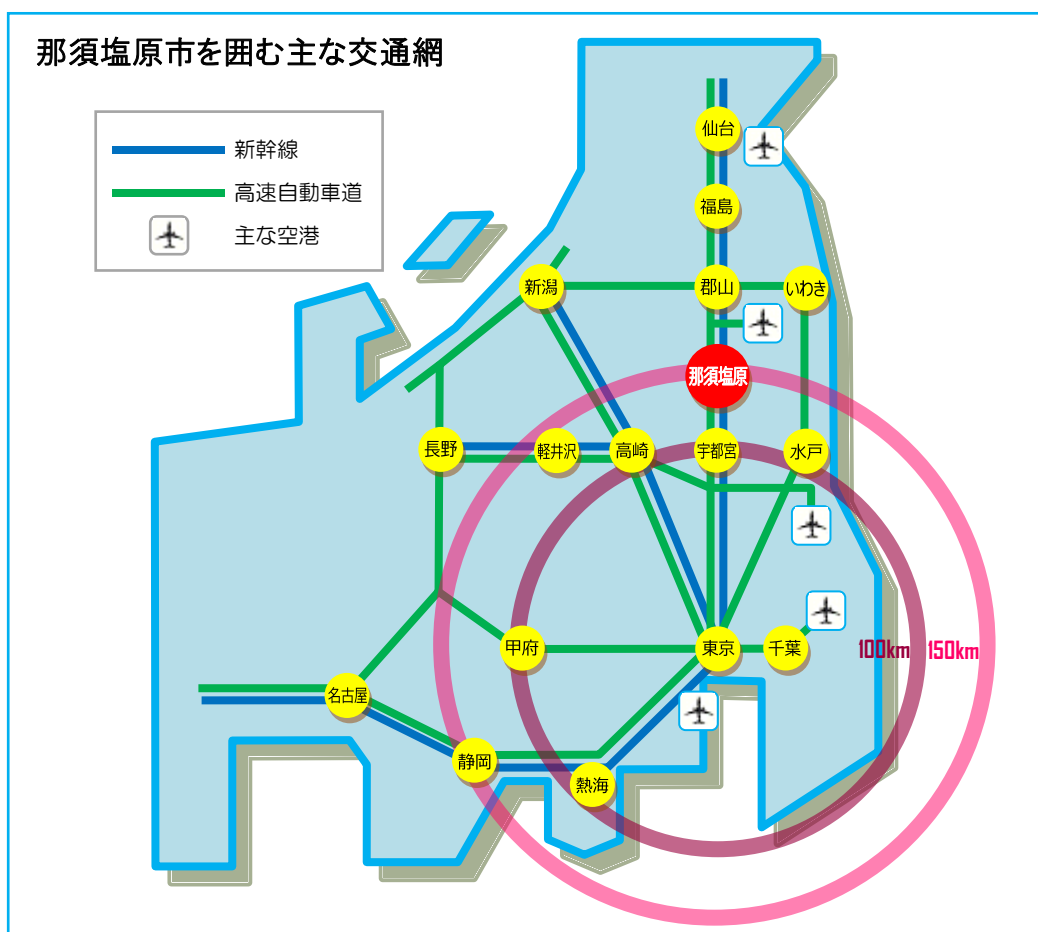 那須塩原市を囲む主な交通網
新幹線
高速自動車道
主な空港
仙台
福島
新潟
郡山
いわき
那須塩原
長野
軽井沢
高崎
宇都宮
水戸
甲府
東京
千葉
100km
150km
名古屋
静岡
熱海